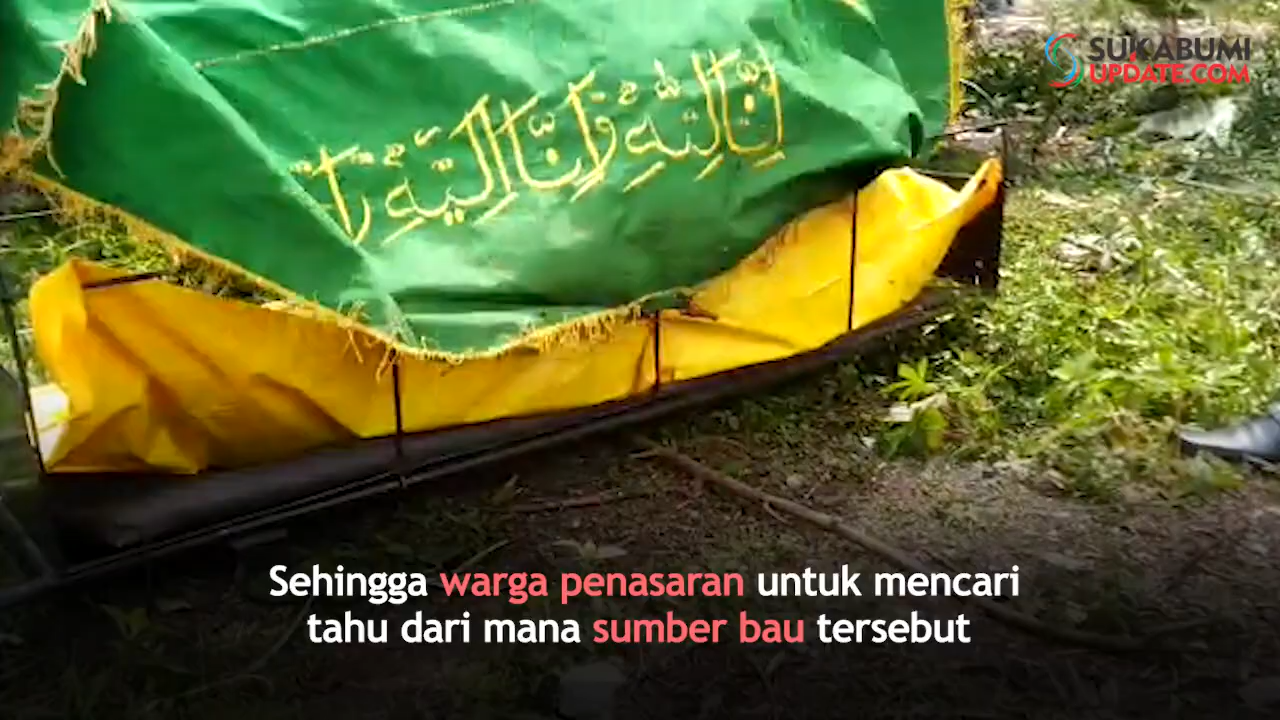 SUKABUMI
UPDATE.COM
إِنَّا لِلَّهِ وَإِنَّا إِلَيْهِ رَا
Sehingga warga penasaran untuk mencari
tahu dari mana sumber bau tersebut